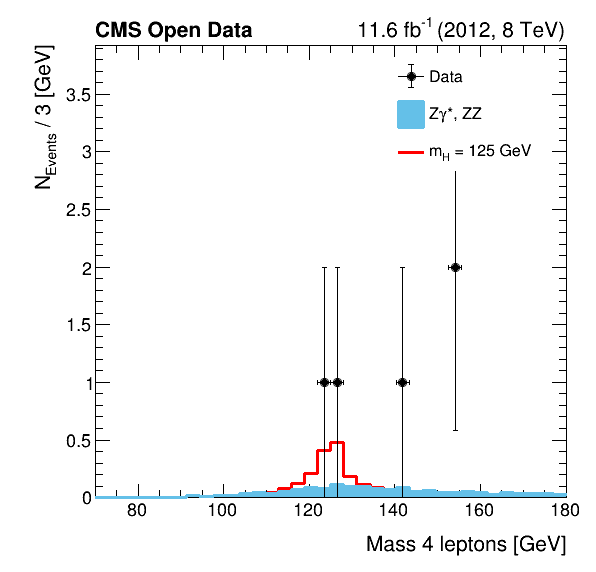 CMS Open Data
11.6 fb⁻¹ (2012, 8 TeV)
N_Events / 3 [GeV]
3.5
3
2.5
2
1.5
1
0.5
0
Data
Zγ*, ZZ
m_H = 125 GeV
80 100 120 140 160 180
Mass 4 leptons [GeV]